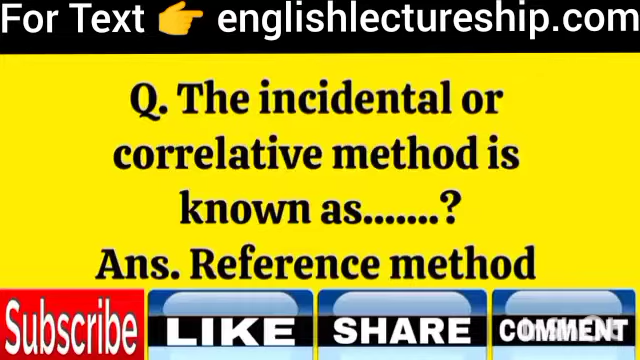 For Text 👉 englishlectureship.com
Q. The incidental or
correlative method is
known as.......?
Ans. Reference method
Subscribe LIKE SHARE COMMENT